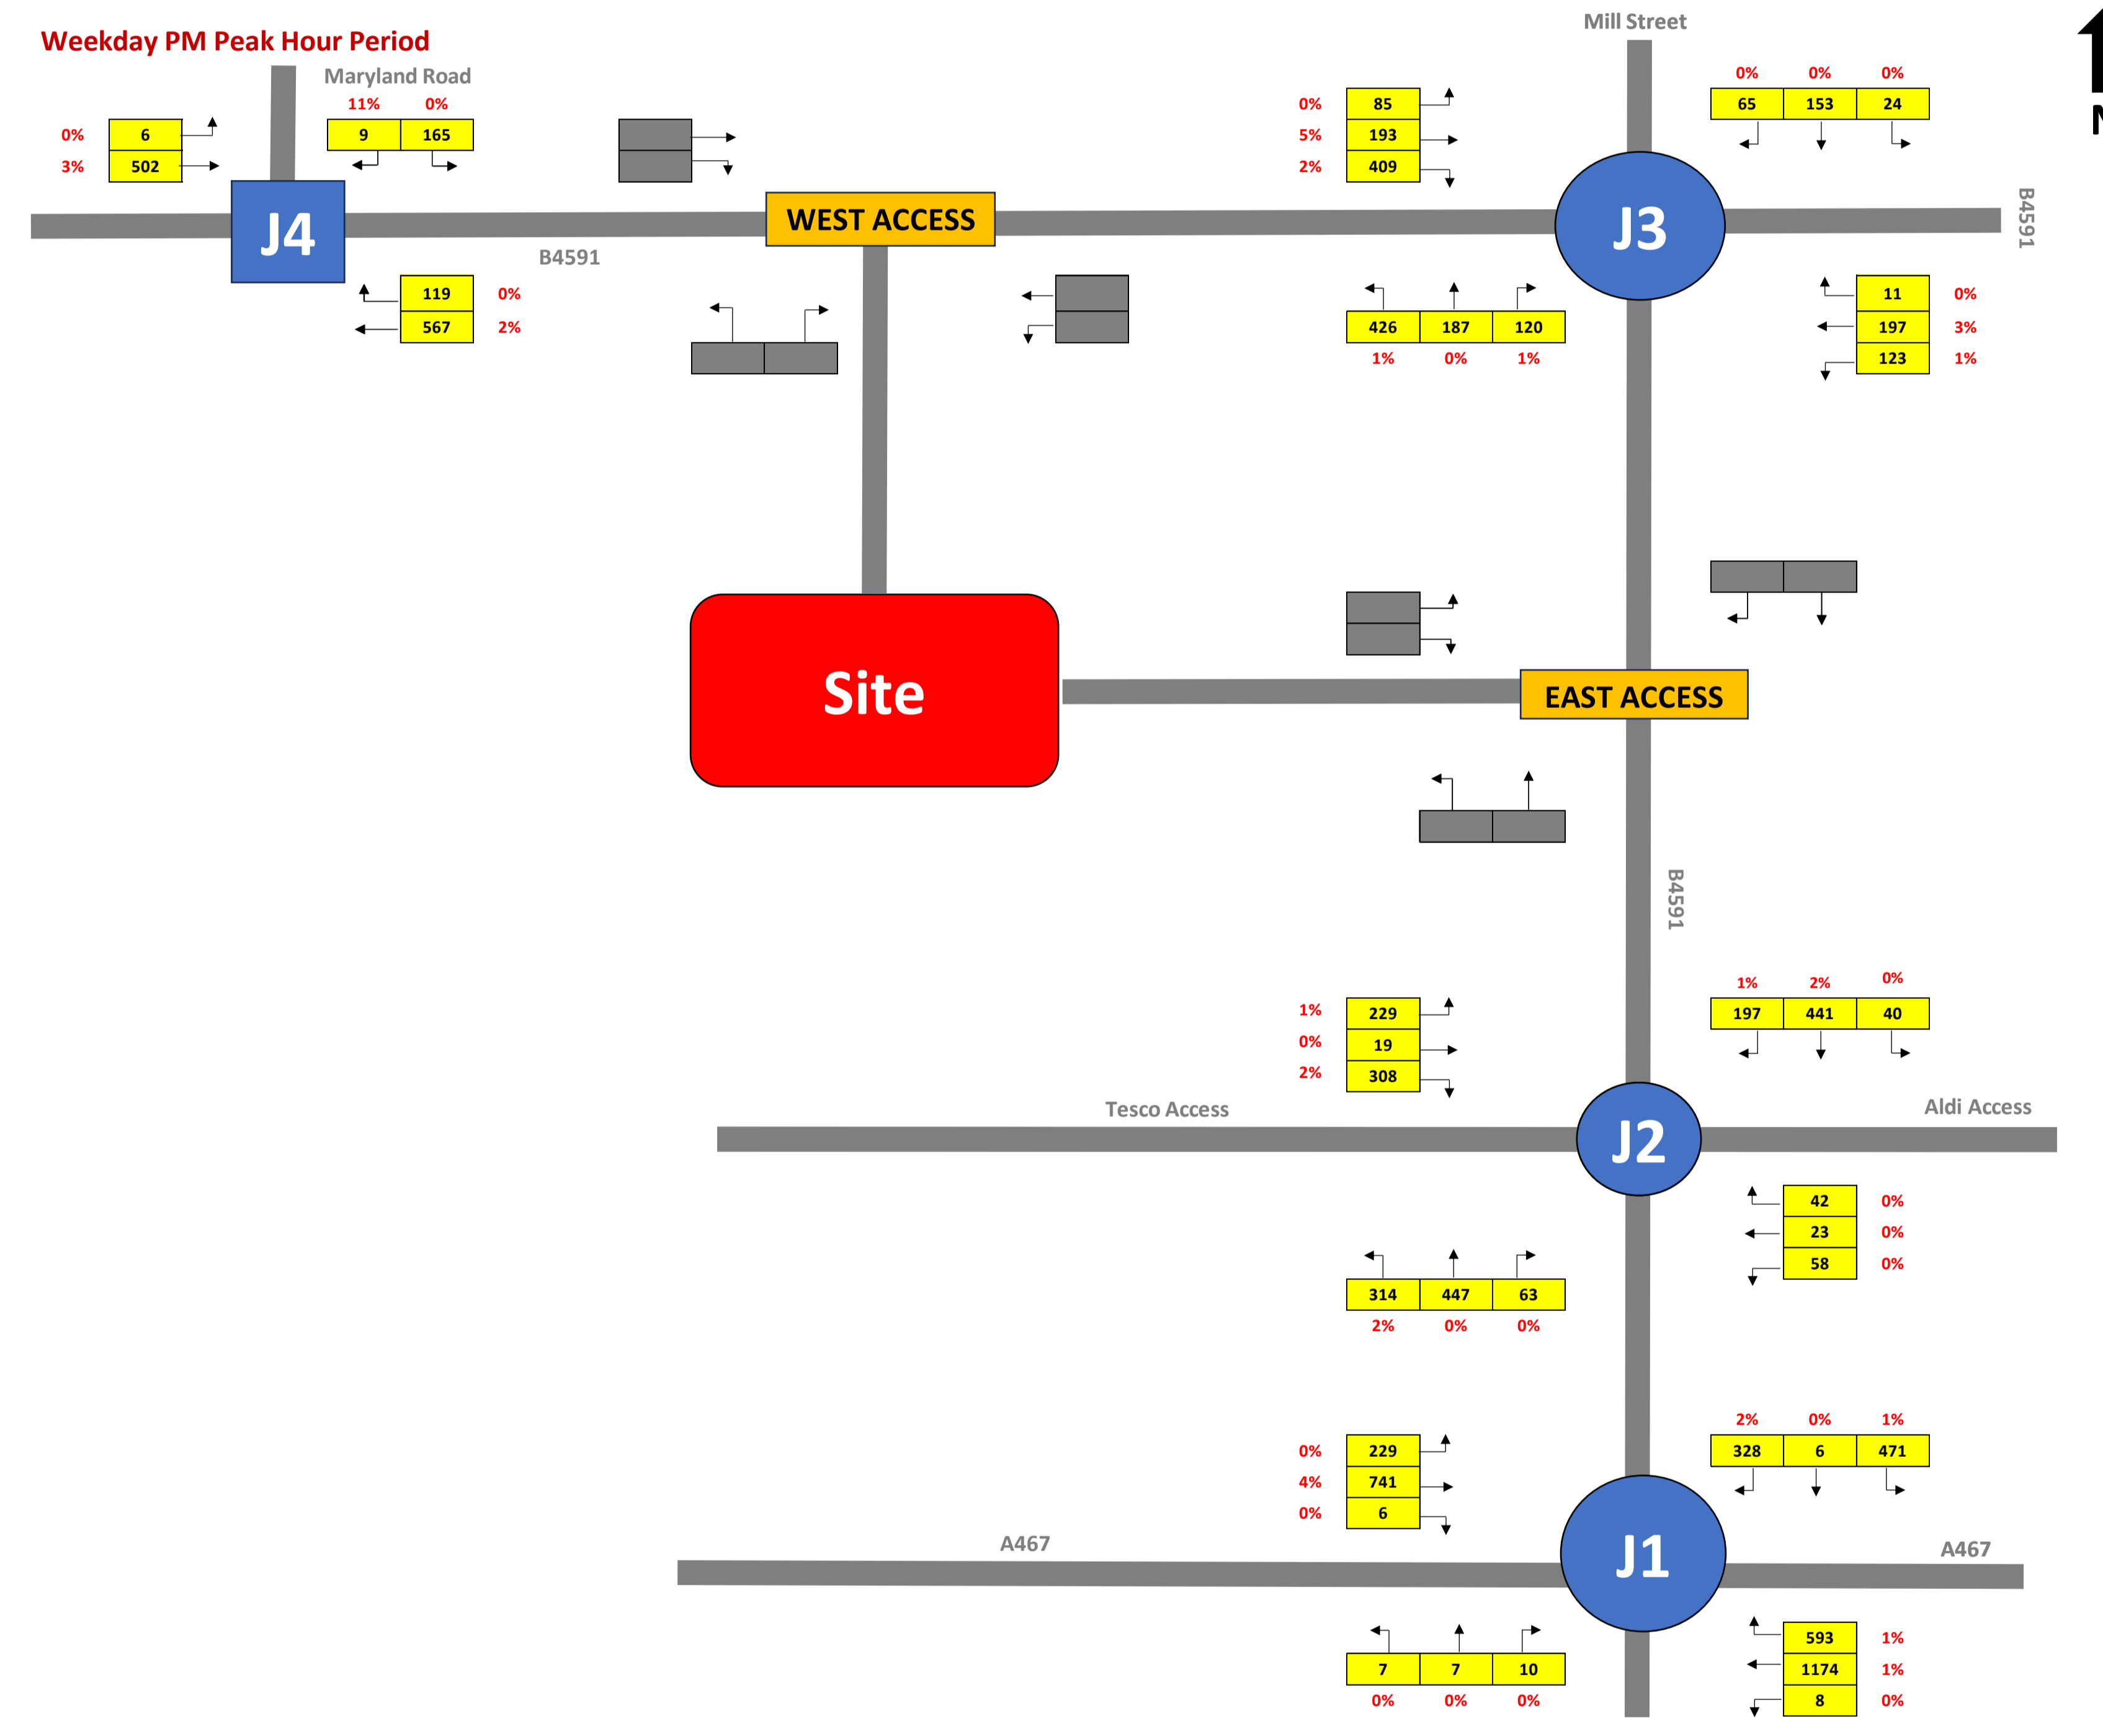 Mill Street
Weekday PM Peak Hour Period
Maryland Road
11% 0%
0% 6
9 165
3% 502
0% 85
5% 193
2% 409
0% 0% 0%
65 153 24
J4
WEST ACCESS
J3
B4591
B4591
119 0%
567 2%
426 187 120
1% 0% 1%
11 0%
197 3%
123 1%
Site
EAST ACCESS
B4591
1% 229
0% 19
2% 308
1% 2% 0%
197 441 40
Tesco Access
Aldi Access
J2
42 0%
23 0%
58 0%
314 447 63
2% 0% 0%
0% 229
4% 741
0% 6
2% 0% 1%
328 6 471
A467
J1
A467
7 7 10
0% 0% 0%
593 1%
1174 1%
8 0%